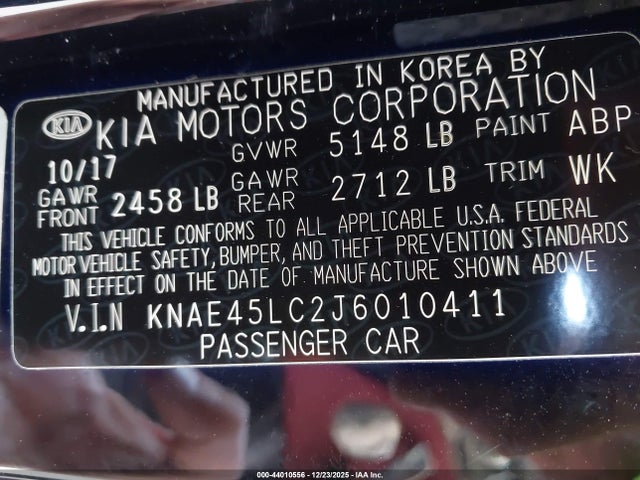 MANUFACTURED IN KOREA BY
KIA KIA MOTORS CORPORATION
10/17 GVWR 5148 LB PAINT ABP
GAWR FRONT 2458 LB GAWR REAR 2712 LB TRIM WK
THIS VEHICLE CONFORMS TO ALL APPLICABLE U.S.A. FEDERAL
MOTOR VEHICLE SAFETY, BUMPER, AND THEFT PREVENTION STANDARDS
IN EFFECT ON THE DATE OF MANUFACTURE SHOWN ABOVE
V.I.N KNAE45LC2J6010411
PASSENGER CAR
000-44010556 - 12/23/2025 - IAA Inc.